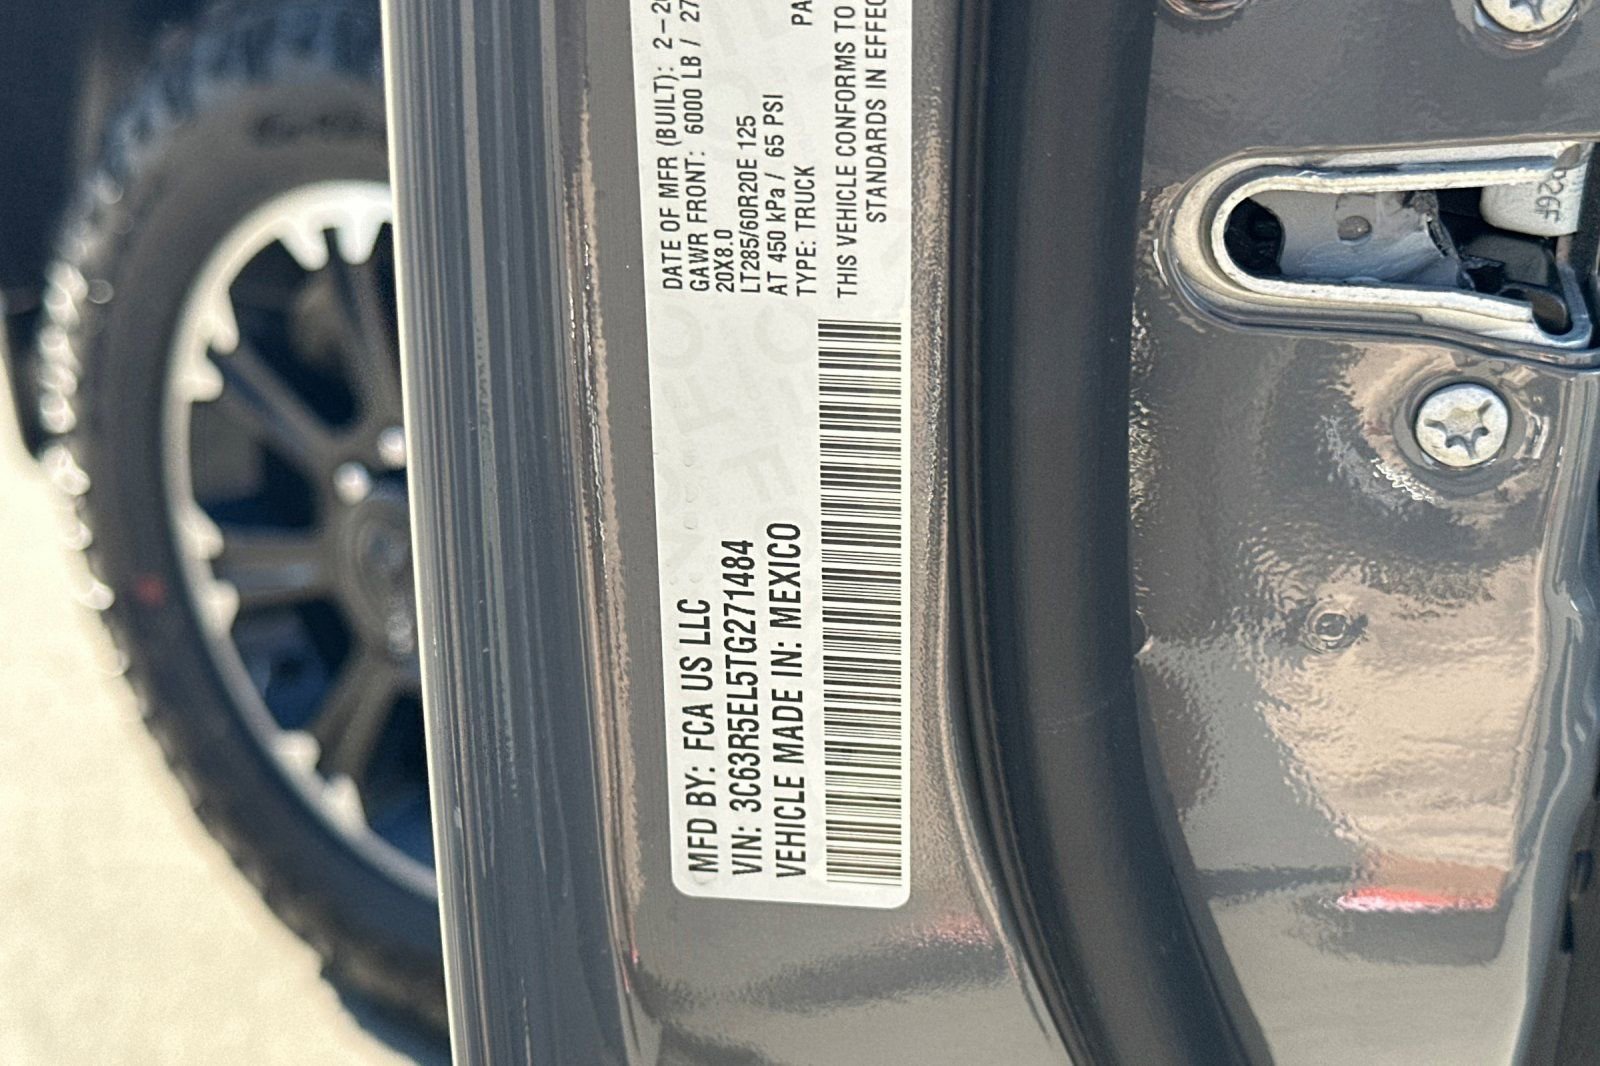 MFD BY: FCA US LLC
VIN: 3C63R5EL5TG271484
VEHICLE MADE IN: MEXICO
DATE OF MFR (BUILT): 2-20
GAWR FRONT: 6000 LB / 27
20X8.0
LT285/60R20E 125
AT 450 kPa / 65 PSI
TYPE: TRUCK
PA
THIS VEHICLE CONFORMS TO
STANDARDS IN EFFEC